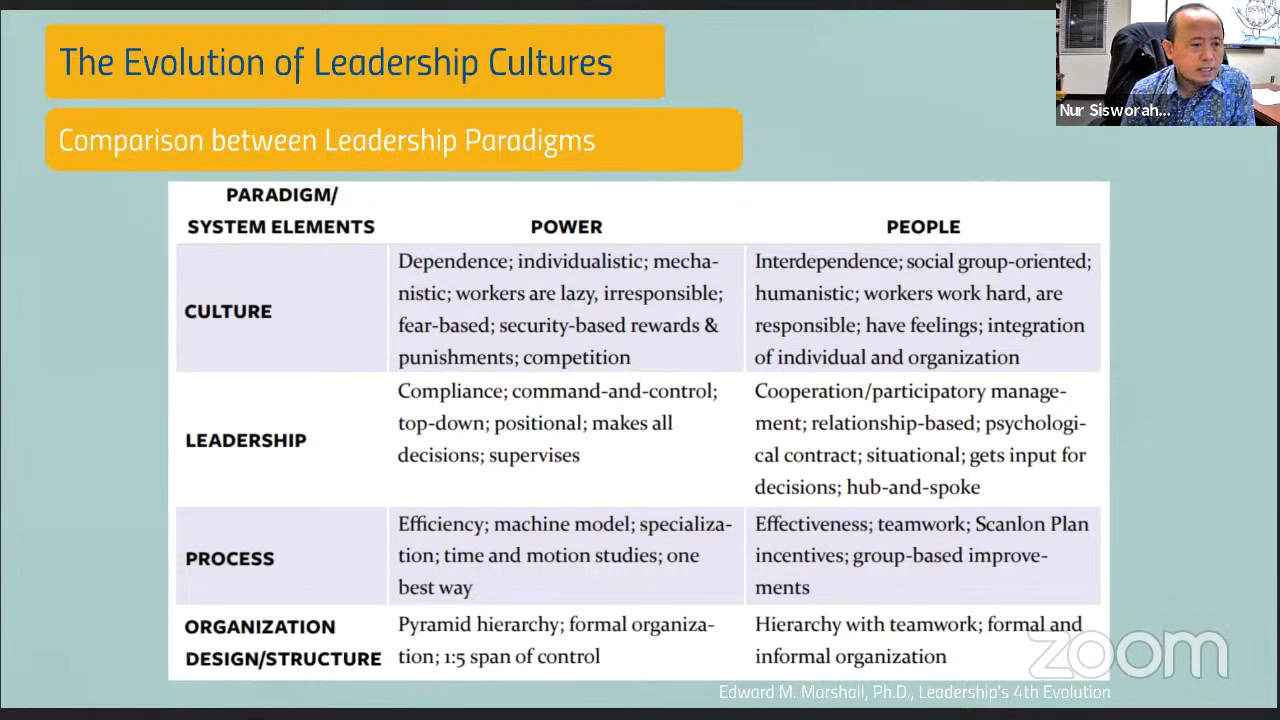 The Evolution of Leadership Cultures
Comparison between Leadership Paradigms
Nur Sisworah...
PARADIGM/
SYSTEM ELEMENTS
POWER
PEOPLE
CULTURE
Dependence; individualistic; mecha-
nistic; workers are lazy, irresponsible;
fear-based; security-based rewards &
punishments; competition
Interdependence; social group-oriented;
humanistic; workers work hard, are
responsible; have feelings; integration
of individual and organization
LEADERSHIP
Compliance; command-and-control;
top-down; positional; makes all
decisions; supervises
Cooperation/participatory manage-
ment; relationship-based; psychologi-
cal contract; situational; gets input for
decisions; hub-and-spoke
PROCESS
Efficiency; machine model; specializa-
tion; time and motion studies; one
best way
Effectiveness; teamwork; Scanlon Plan
incentives; group-based improve-
ments
ORGANIZATION
DESIGN/STRUCTURE
Pyramid hierarchy; formal organiza-
tion; 1:5 span of control
Hierarchy with teamwork; formal and
informal organization
zoom
Edward M. Marshall, Ph.D., Leadership's 4th Evolution